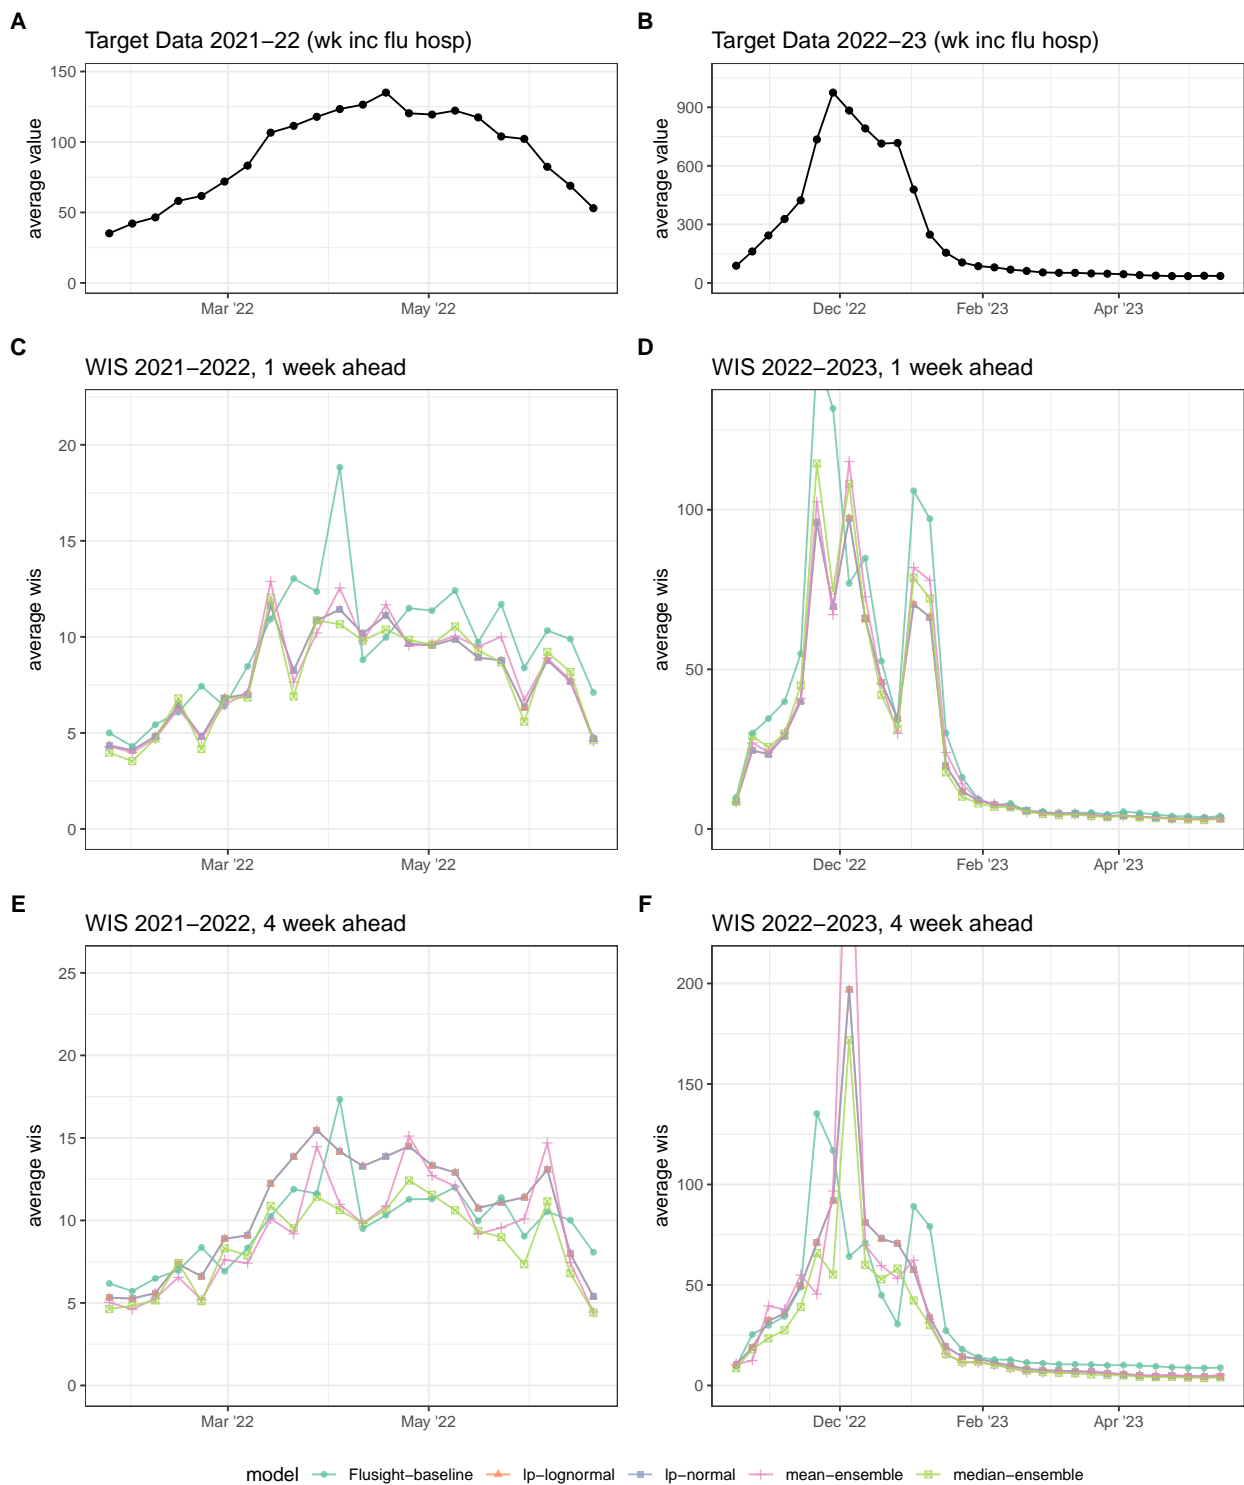 A
Target Data 2021−22 (wk inc flu hosp)
average value
150
100
50
0
Mar '22
May '22
B
Target Data 2022−23 (wk inc flu hosp)
average value
900
600
300
0
Dec '22
Feb '23
Apr '23
C
WIS 2021−2022, 1 week ahead
average wis
20
15
10
5
0
Mar '22
May '22
D
WIS 2022−2023, 1 week ahead
average wis
100
50
0
Dec '22
Feb '23
Apr '23
E
WIS 2021−2022, 4 week ahead
average wis
25
20
15
10
5
0
Mar '22
May '22
F
WIS 2022−2023, 4 week ahead
average wis
200
150
100
50
0
Dec '22
Feb '23
Apr '23
model Flusight−baseline lp−lognormal lp−normal mean−ensemble median−ensemble